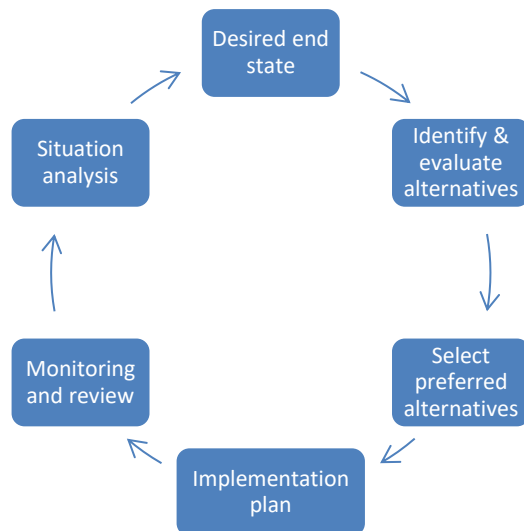 Desired end
state
Identify &
evaluate
alternatives
Select
preferred
alternatives
Implementation
plan
Monitoring
and review
Situation
analysis